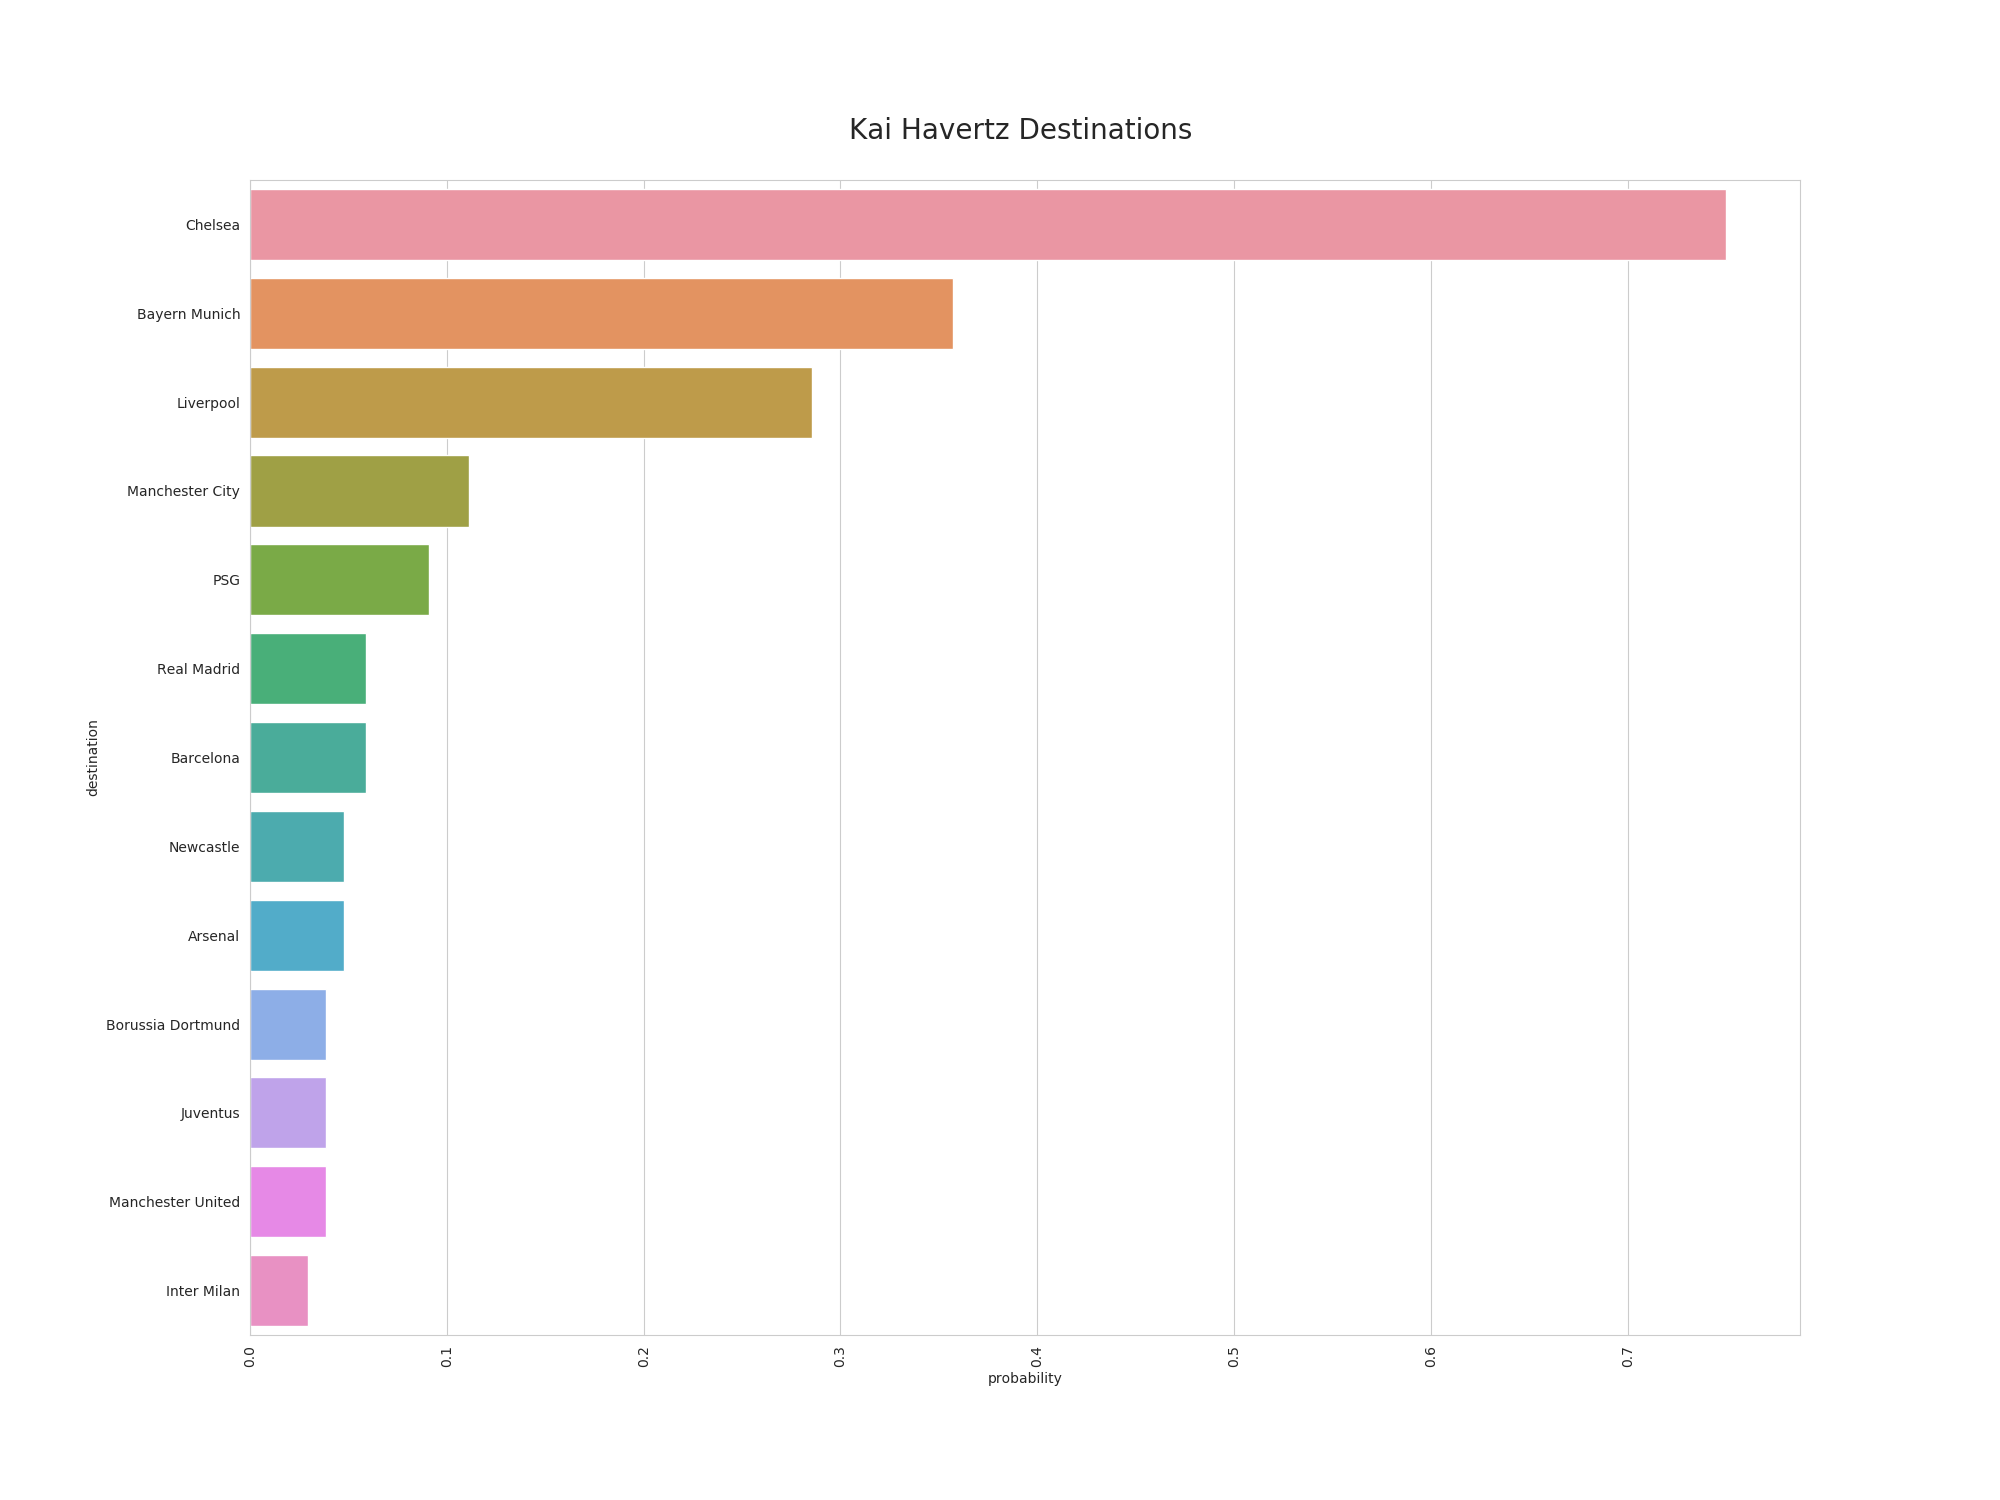 Kai Havertz Destinations
destination
Chelsea
Bayern Munich
Liverpool
Manchester City
PSG
Real Madrid
Barcelona
Newcastle
Arsenal
Borussia Dortmund
Juventus
Manchester United
Inter Milan
0.0 0.1 0.2 0.3 0.4 0.5 0.6 0.7
probability